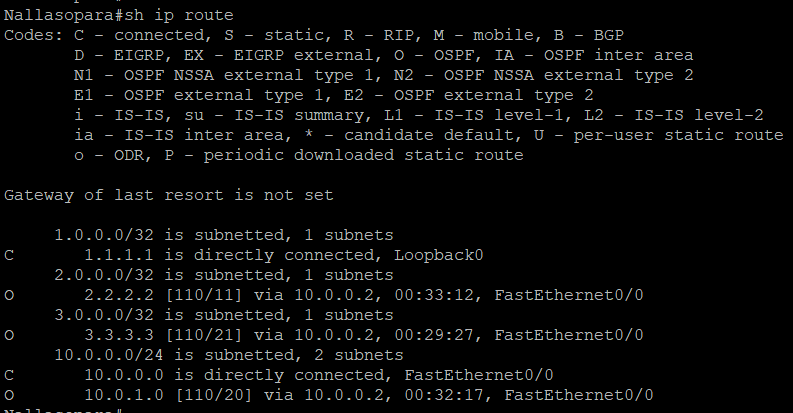 Nallasopara#sh ip route
Codes: C - connected, S - static, R - RIP, M - mobile, B - BGP
       D - EIGRP, EX - EIGRP external, O - OSPF, IA - OSPF inter area
       N1 - OSPF NSSA external type 1, N2 - OSPF NSSA external type 2
       E1 - OSPF external type 1, E2 - OSPF external type 2
       i - IS-IS, su - IS-IS summary, L1 - IS-IS level-1, L2 - IS-IS level-2
       ia - IS-IS inter area, * - candidate default, U - per-user static route
       o - ODR, P - periodic downloaded static route

Gateway of last resort is not set

     1.0.0.0/32 is subnetted, 1 subnets
C       1.1.1.1 is directly connected, Loopback0
     2.0.0.0/32 is subnetted, 1 subnets
O       2.2.2.2 [110/11] via 10.0.0.2, 00:33:12, FastEthernet0/0
     3.0.0.0/32 is subnetted, 1 subnets
O       3.3.3.3 [110/21] via 10.0.0.2, 00:29:27, FastEthernet0/0
     10.0.0.0/24 is subnetted, 2 subnets
C       10.0.0.0 is directly connected, FastEthernet0/0
O       10.0.1.0 [110/20] via 10.0.0.2, 00:32:17, FastEthernet0/0
Nallasopara#